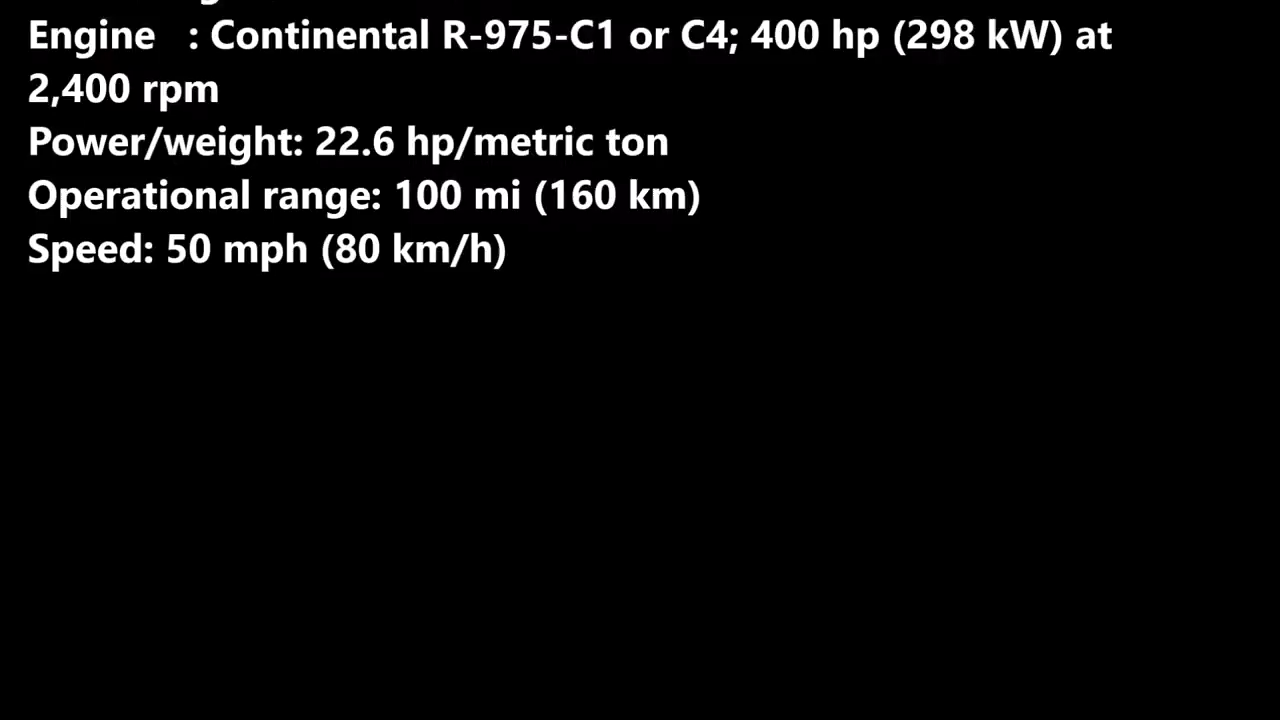 Engine   : Continental R-975-C1 or C4; 400 hp (298 kW) at
2,400 rpm
Power/weight: 22.6 hp/metric ton
Operational range: 100 mi (160 km)
Speed: 50 mph (80 km/h)